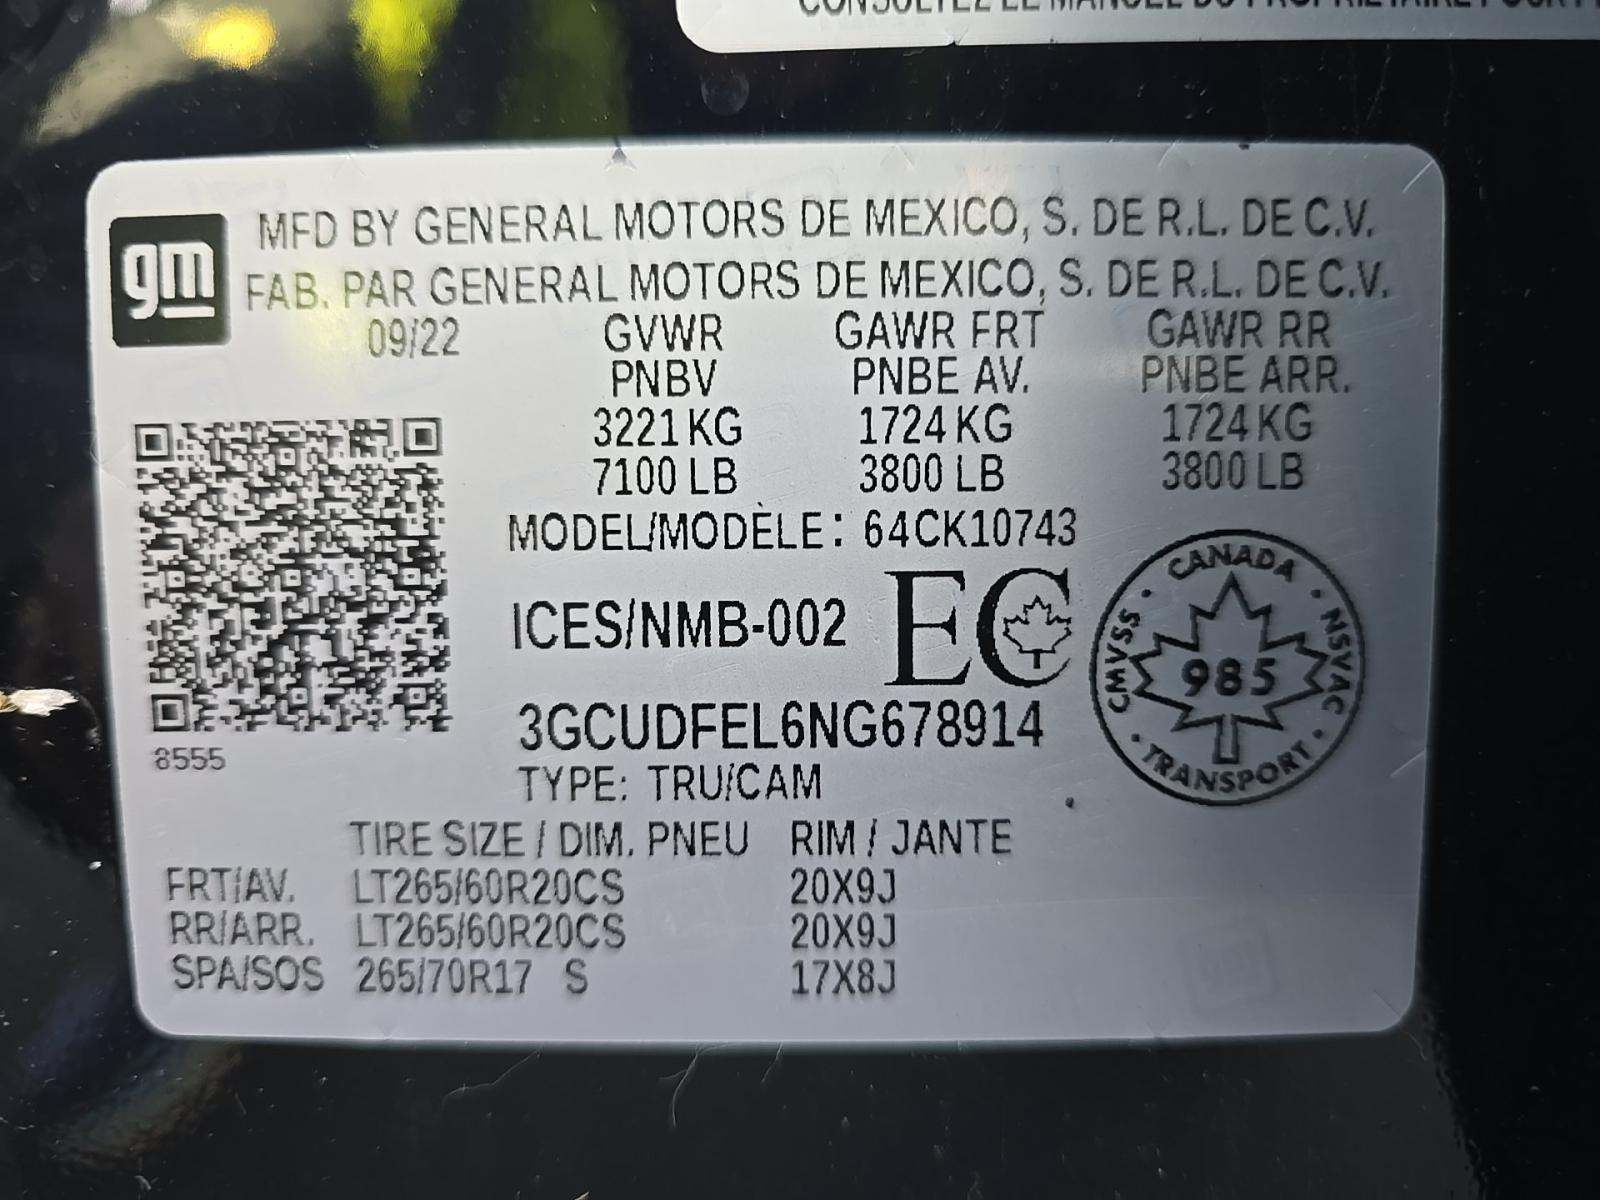 CONSULTEZ LE MANUEL DU PROPRIÉTAIRE POUR
gm
MFD BY GENERAL MOTORS DE MEXICO, S. DE R.L. DE C.V.
FAB. PAR GENERAL MOTORS DE MEXICO, S. DE R.L. DE C.V.
09/22 GVWR GAWR FRT GAWR RR
PNBV PNBE AV. PNBE ARR.
3221 KG 1724 KG 1724 KG
7100 LB 3800 LB 3800 LB
MODEL/MODÈLE: 64CK10743
ICES/NMB-002 EC
CANADA
CMVSS 985 NSVAC
TRANSPORT
3GCUDFEL6NG678914
8555
TYPE: TRU/CAM
TIRE SIZE / DIM. PNEU RIM / JANTE
FRT/AV. LT265/60R20CS 20X9J
RR/ARR. LT265/60R20CS 20X9J
SPA/SOS 265/70R17 S 17X8J